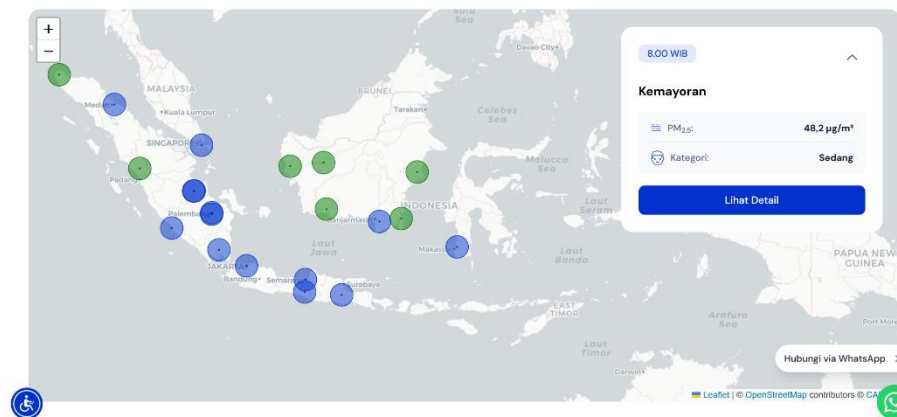 +
−
Sulu
Sea
Davao City
8.00 WIB
Kemayoran
PM2.5:
48,2 µg/m³
Kategori:
Sedang
Lihat Detail
BRUNEI
MALAYSIA
Tarakan
Medan
Kuala Lumpur
Celebes
Sea
SINGAPORE
Molucca
Sea
Padang
Palembang
INDONESIA
Laut
Seram
Banjarmasin
Laut
Jawa
Makassar
Laut
Banda
PAPUA NEW
GUINEA
JAKARTA
Bandung
Semarang
Surabaya
EAST
TIMOR
Arafura
Sea
Port More
Laut
Timor
Darwin
Hubungi via WhatsApp
Leaflet | © OpenStreetMap contributors © CA